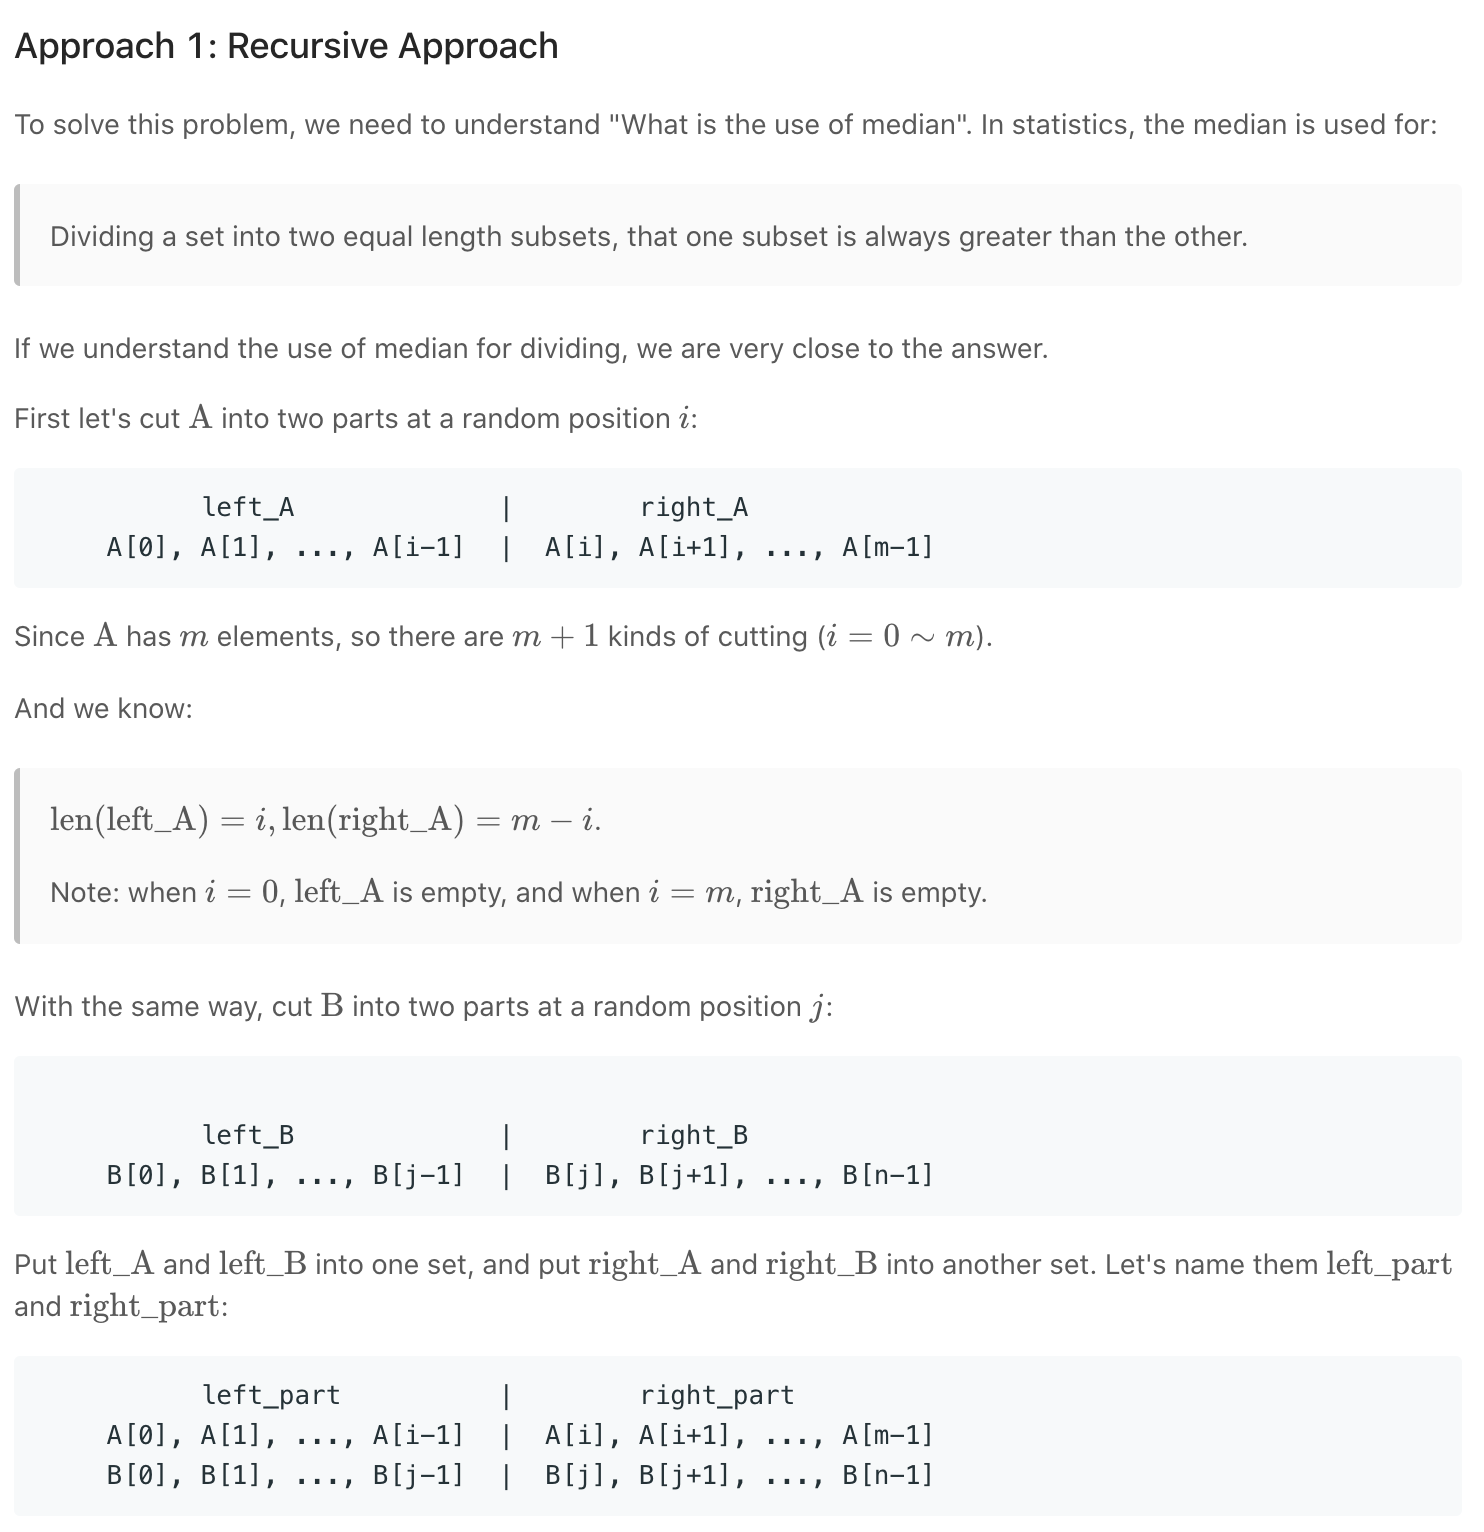 Approach 1: Recursive Approach
To solve this problem, we need to understand "What is the use of median". In statistics, the median is used for:
Dividing a set into two equal length subsets, that one subset is always greater than the other.
If we understand the use of median for dividing, we are very close to the answer.
First let's cut A into two parts at a random position i:
left_A | right_A
A[0], A[1], ..., A[i-1] | A[i], A[i+1], ..., A[m-1]
Since A has m elements, so there are m + 1 kinds of cutting (i = 0 ∼ m).
And we know:
len(left_A) = i, len(right_A) = m − i.
Note: when i = 0, left_A is empty, and when i = m, right_A is empty.
With the same way, cut B into two parts at a random position j:
left_B | right_B
B[0], B[1], ..., B[j-1] | B[j], B[j+1], ..., B[n-1]
Put left_A and left_B into one set, and put right_A and right_B into another set. Let's name them left_part
and right_part:
left_part | right_part
A[0], A[1], ..., A[i-1] | A[i], A[i+1], ..., A[m-1]
B[0], B[1], ..., B[j-1] | B[j], B[j+1], ..., B[n-1]